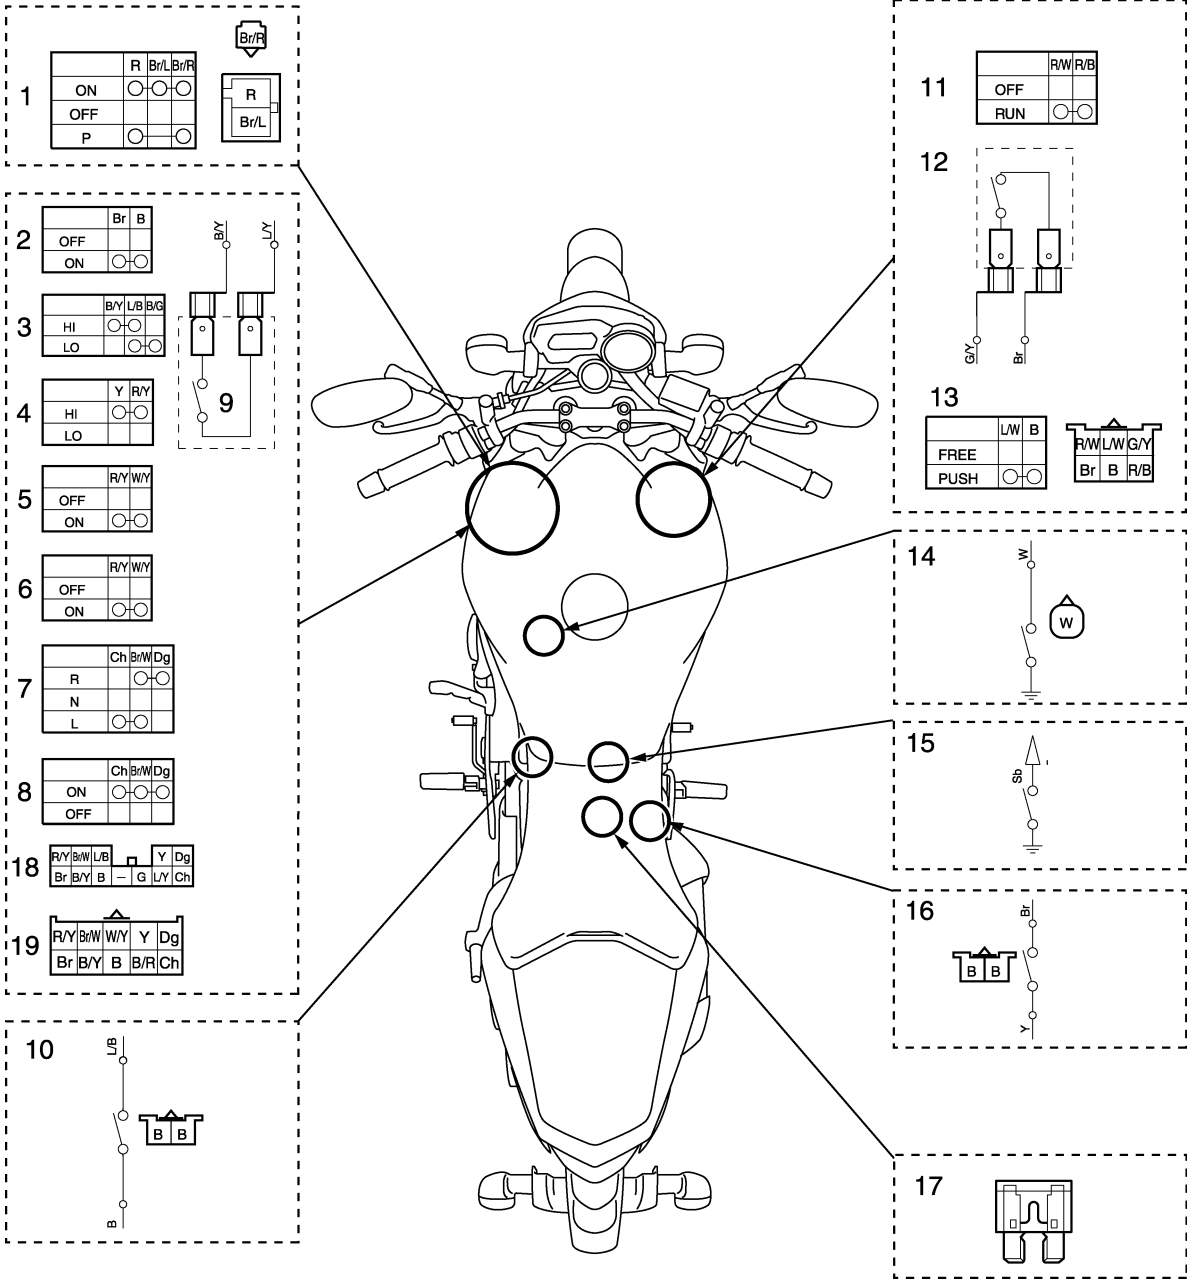 1
R Br/L Br/R
ON
OFF
P
Br/R
R
Br/L
2
Br B
OFF
ON
3
B/Y L/B B/G
HI
LO
4
Y R/Y
HI
LO
5
R/Y W/Y
OFF
ON
6
R/Y W/Y
OFF
ON
7
Ch Br/W Dg
R
N
L
8
Ch Br/W Dg
ON
OFF
B/Y L/Y
9
18
R/Y Br/W L/B Y Dg
Br B/Y B – G L/Y Ch
19
R/Y Br/W W/Y Y Dg
Br B/Y B B/R Ch
10
L/B
B B
B
11
R/W R/B
OFF
RUN
12
G/Y Br
13
L/W B
FREE
PUSH
R/W L/W G/Y
Br B R/B
14
W
W
15
Sb
16
Br
B B
Y
17